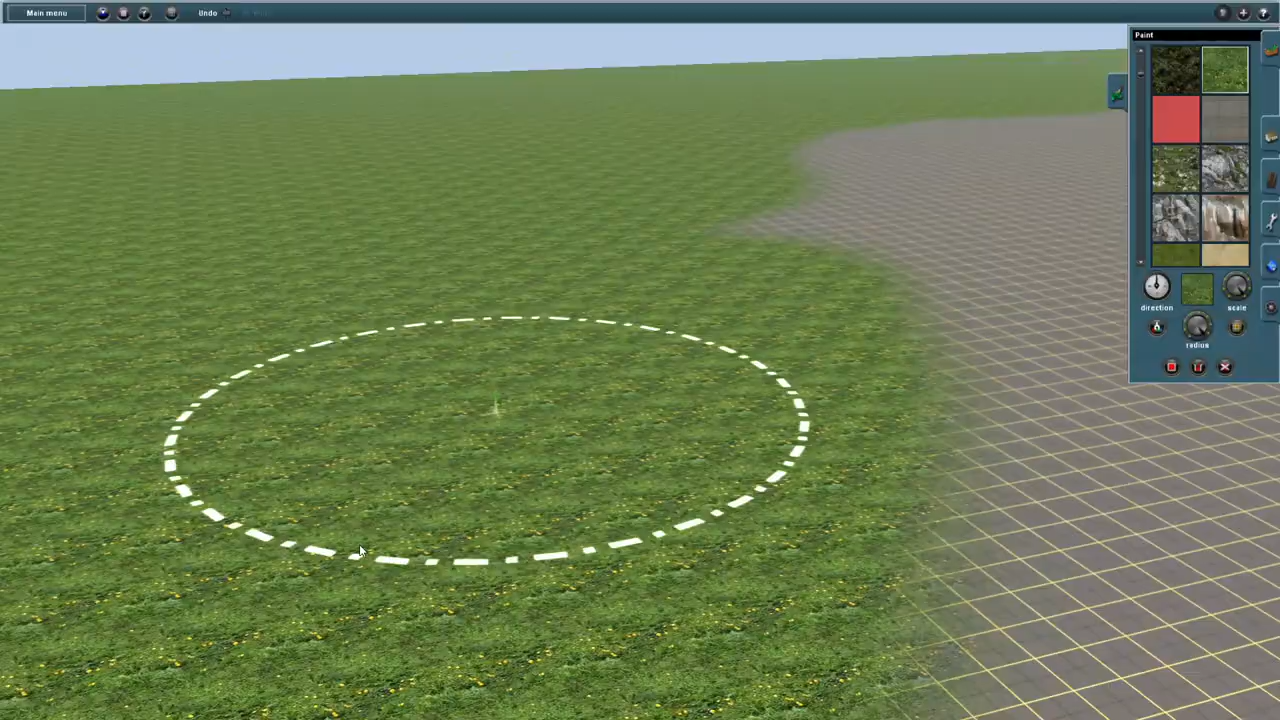 Main menu
Undo
Paint
direction
scale
radius